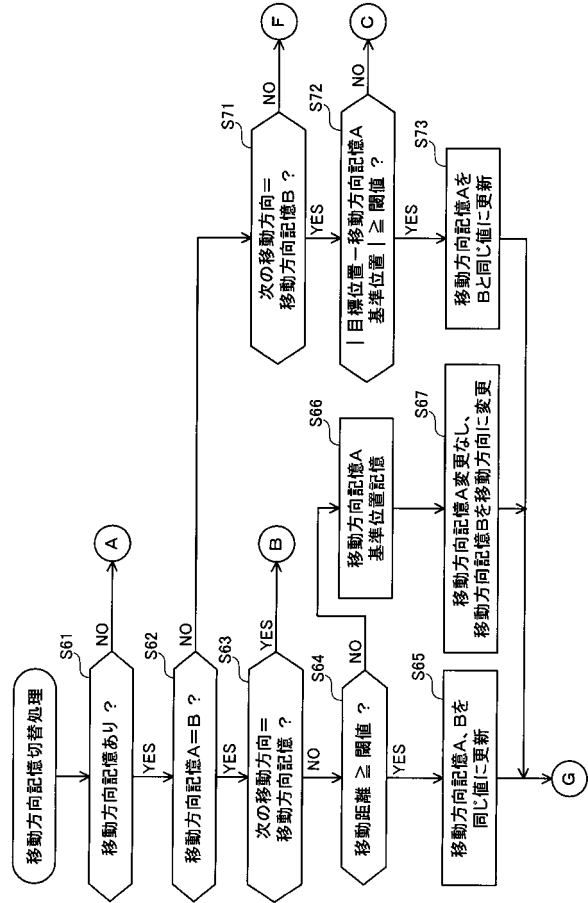 移動方向記憶切替処理
S61
移動方向記憶あり ?
NO
A
YES
S62
移動方向記憶A=B ?
NO
YES
S63
次の移動方向=
移動方向記憶 ?
YES
B
NO
S64
移動距離 ≧ 閾値 ?
NO
YES
S65
移動方向記憶A、Bを
同じ値に更新
G
S66
移動方向記憶A
基準位置記憶
S67
移動方向記憶A変更なし、
移動方向記憶Bを移動方向に変更
S71
次の移動方向=
移動方向記憶B ?
NO
F
YES
S72
|目標位置-移動方向記憶A
基準位置| ≧ 閾値 ?
NO
C
YES
S73
移動方向記憶Aを
Bと同じ値に更新